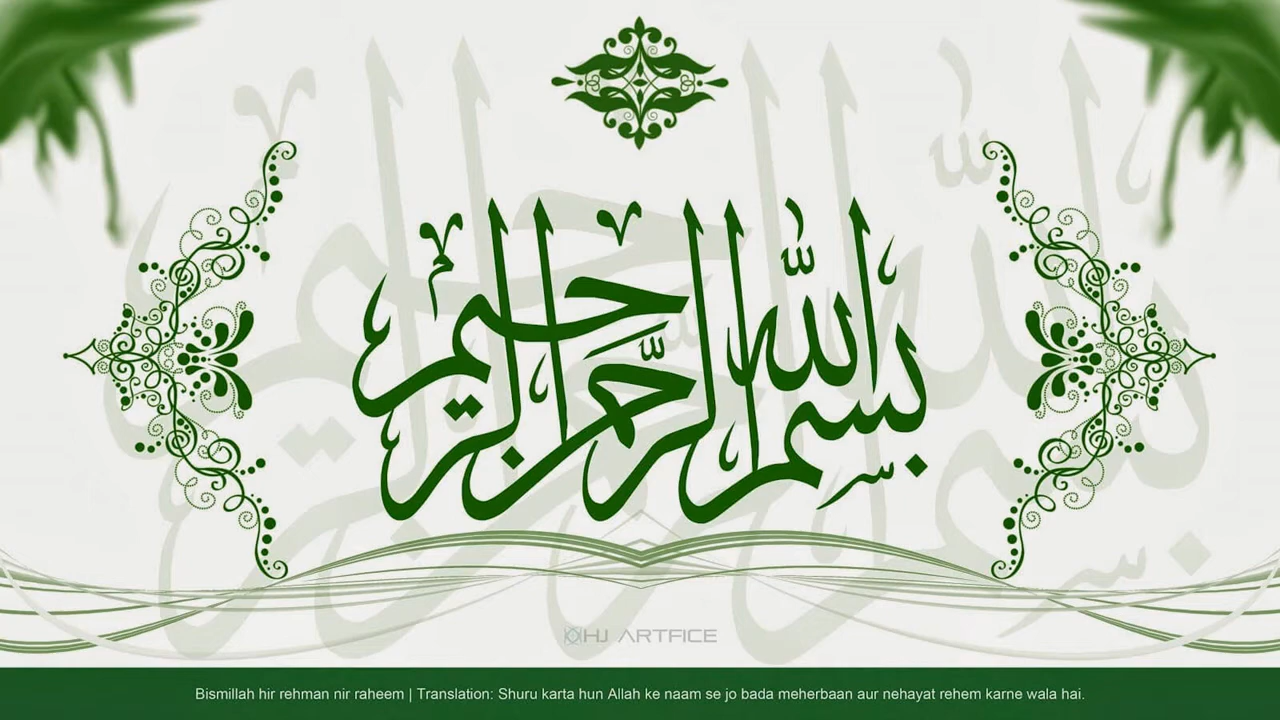 بسم الله الرحمن الرحيم
HJ ARTFICE
Bismillah hir rehman nir raheem | Translation: Shuru karta hun Allah ke naam se jo bada meherbaan aur nehayat rehem karne wala hai.